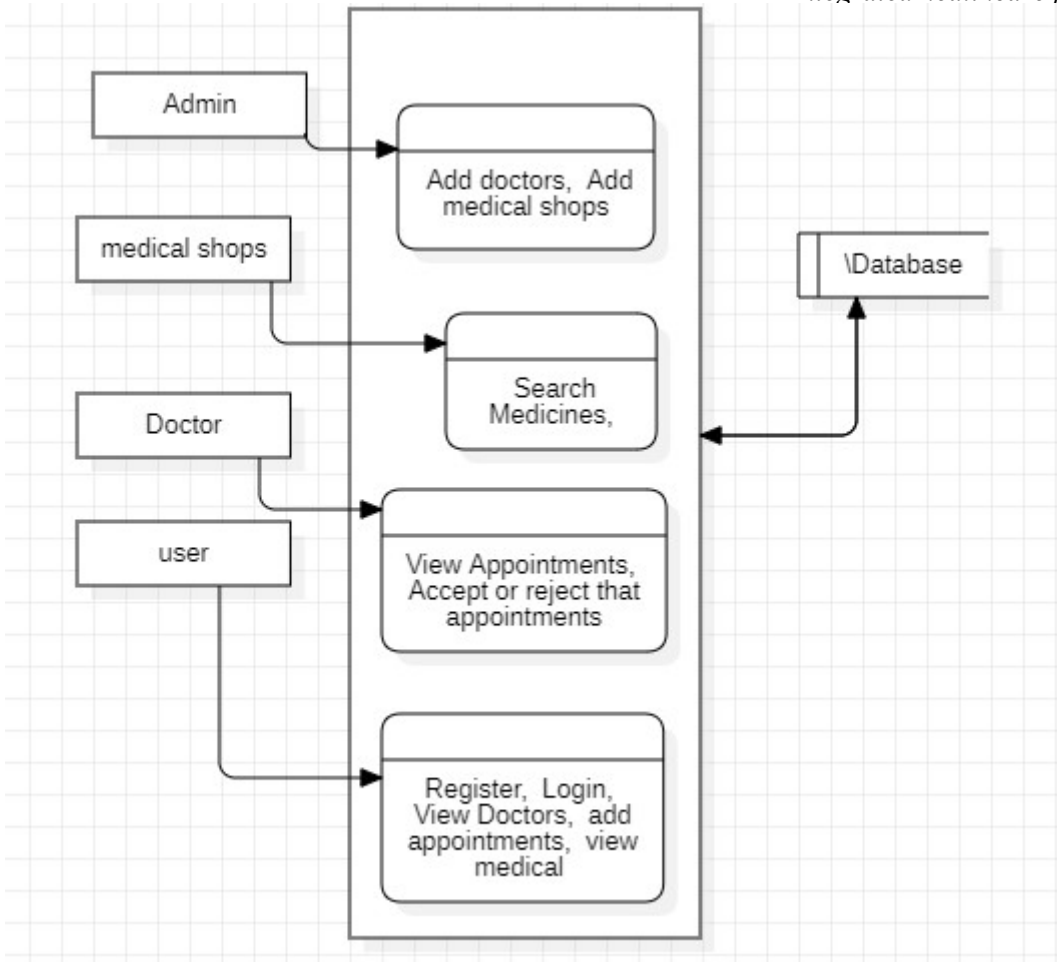 Admin
Add doctors, Add
medical shops
medical shops
\Database
Search
Medicines,
Doctor
View Appointments,
Accept or reject that
appointments
user
Register, Login,
View Doctors, add
appointments, view
medical